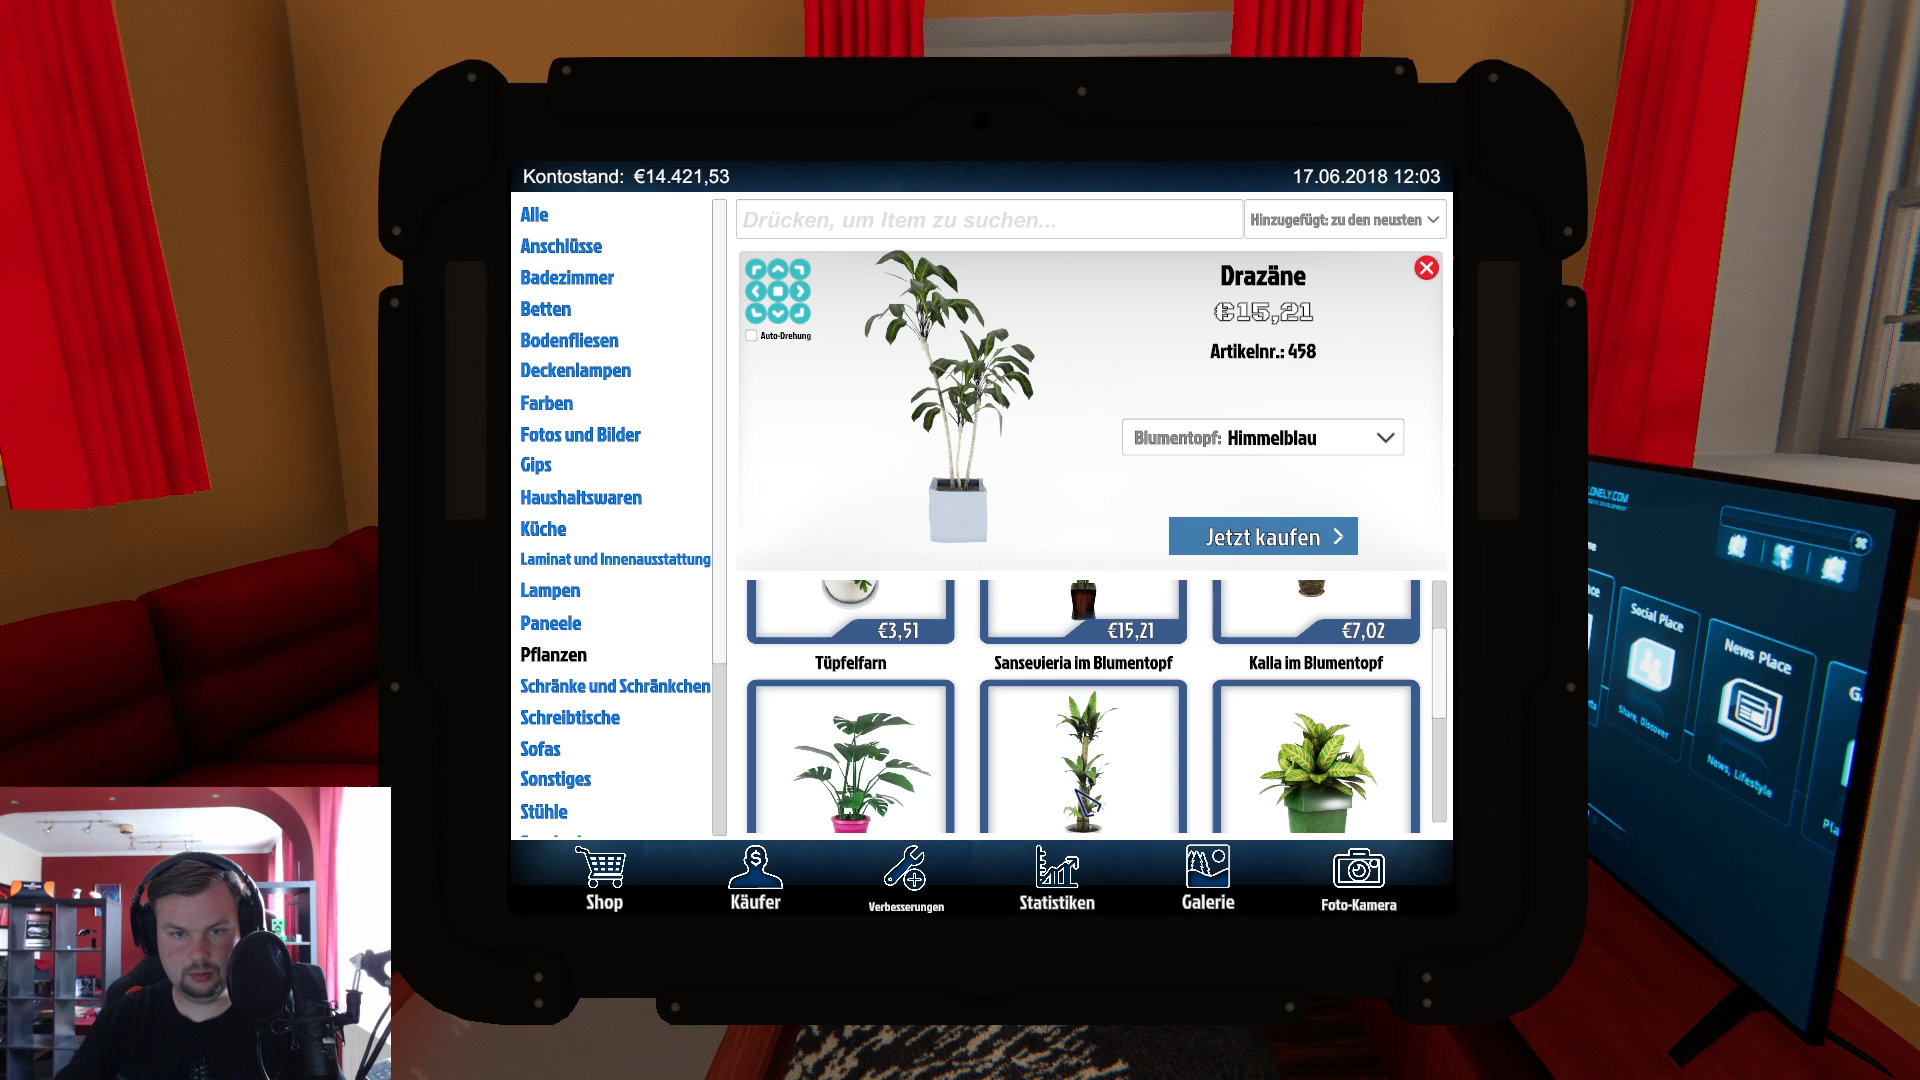 Kontostand: €14.421,53
17.06.2018 12:03
Alle
Anschlüsse
Badezimmer
Betten
Bodenfliesen
Deckenlampen
Farben
Fotos und Bilder
Gips
Haushaltswaren
Küche
Laminat und Innenausstattung
Lampen
Paneele
Pflanzen
Schränke und Schränkchen
Schreibtische
Sofas
Sonstiges
Stühle
Drücken, um Item zu suchen...
Hinzugefügt: zu den neusten
Auto-Drehung
Drazäne
€15,21
Artikelnr.: 458
Blumentopf: Himmelblau
Jetzt kaufen
€3,51
€15,21
€7,02
Tüpfelfarn
Sansevieria im Blumentopf
Kalla im Blumentopf
Shop
Käufer
Verbesserungen
Statistiken
Galerie
Foto-Kamera
Social Place
Share, Discover
News Place
News, Lifestyle